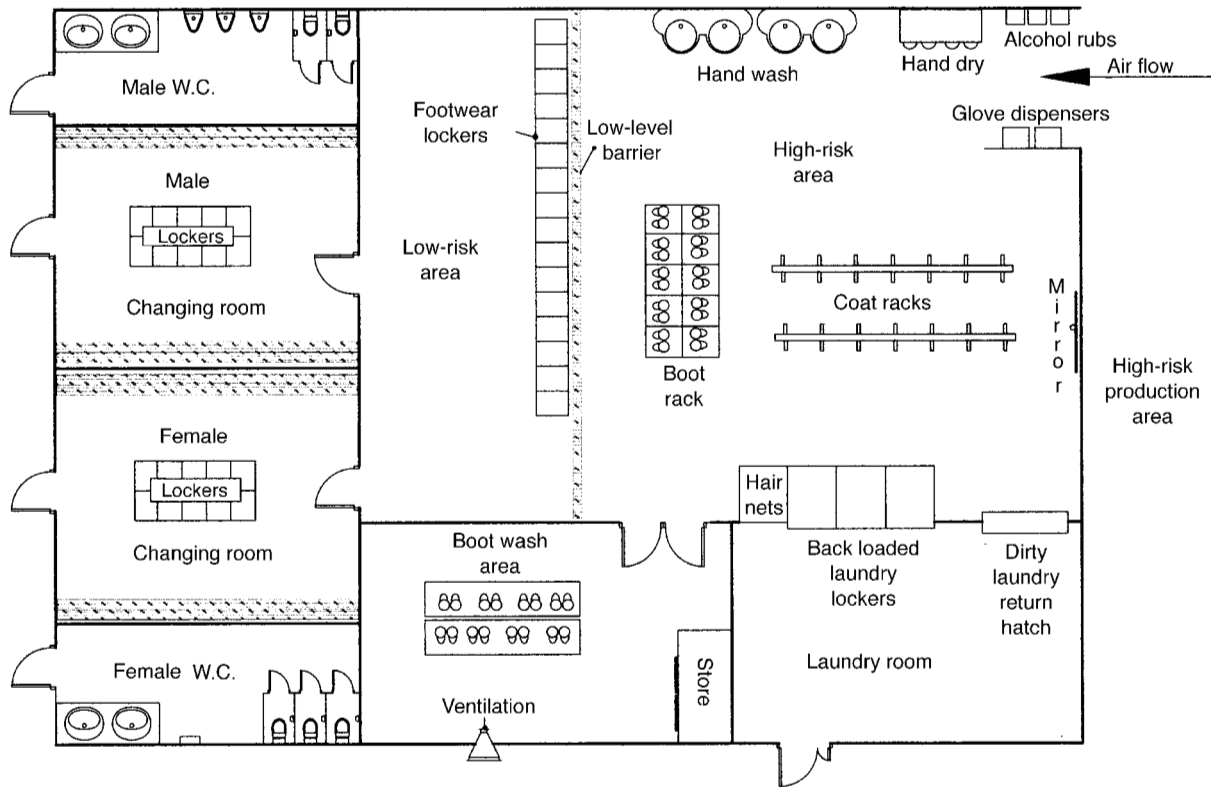 Male W.C.
Male
Lockers
Changing room
Female
Lockers
Changing room
Female W.C.
Footwear
lockers
Low-level
barrier
Low-risk
area
Hand wash
Hand dry
Alcohol rubs
Air flow
Glove dispensers
High-risk
area
Coat racks
Mirror
Boot
rack
High-risk
production
area
Hair
nets
Back loaded
laundry
lockers
Dirty
laundry
return
hatch
Boot wash
area
Ventilation
Store
Laundry room